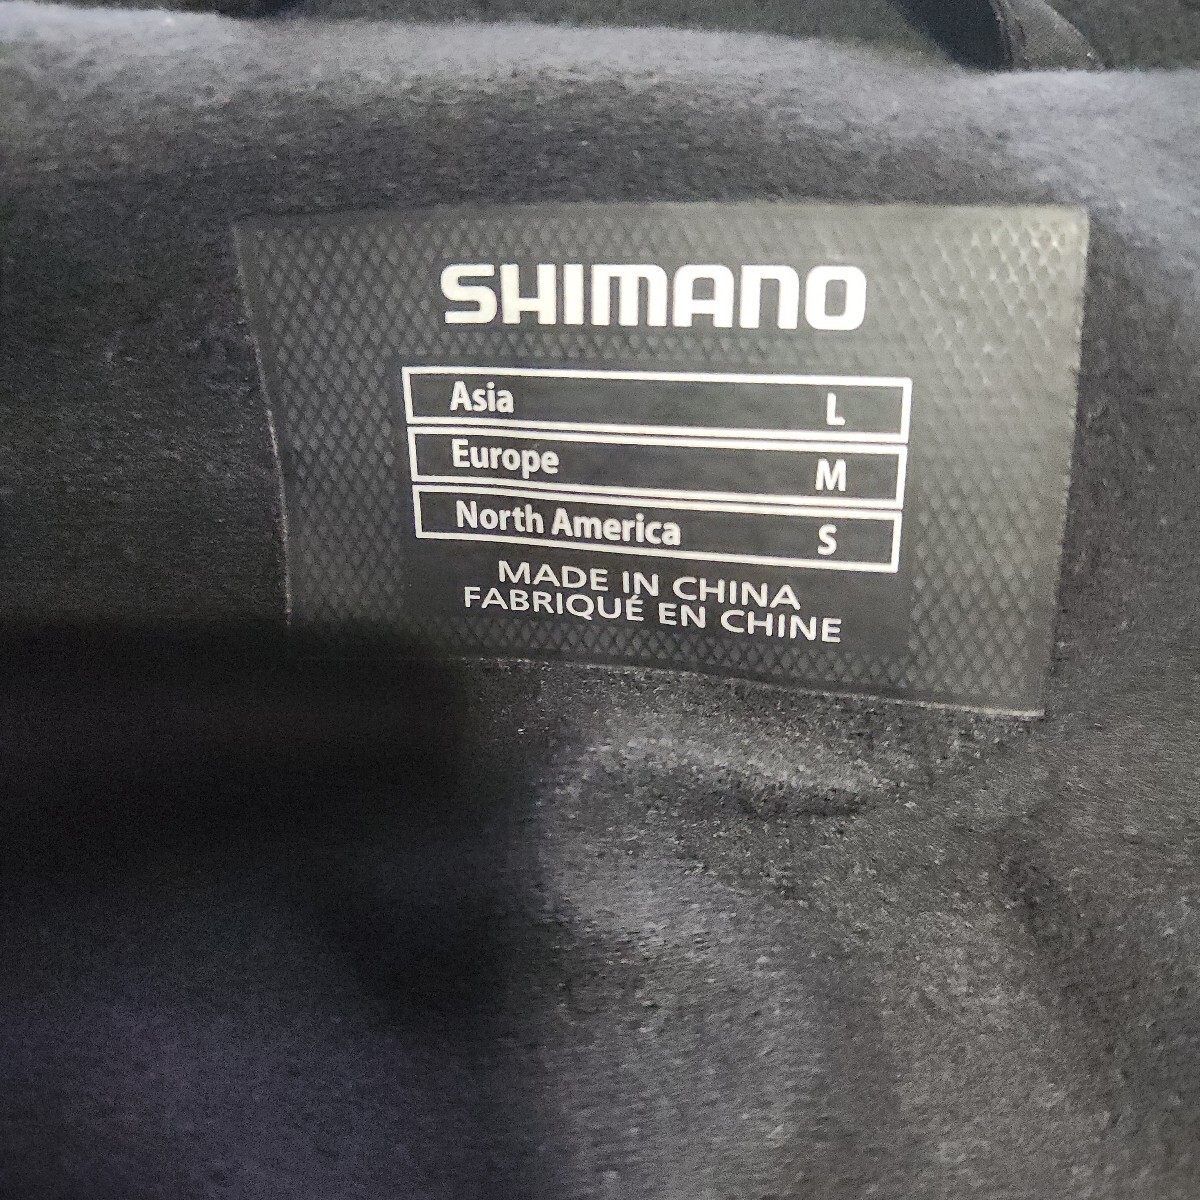 SHIMANO
Asia L
Europe M
North America S
MADE IN CHINA
FABRIQUÉ EN CHINE